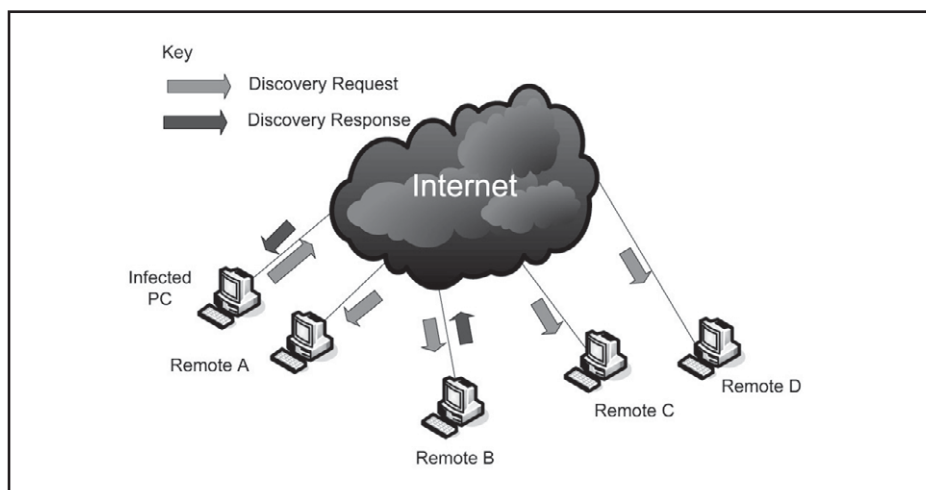 Key
Discovery Request
Discovery Response
Internet
Infected
PC
Remote A
Remote B
Remote C
Remote D